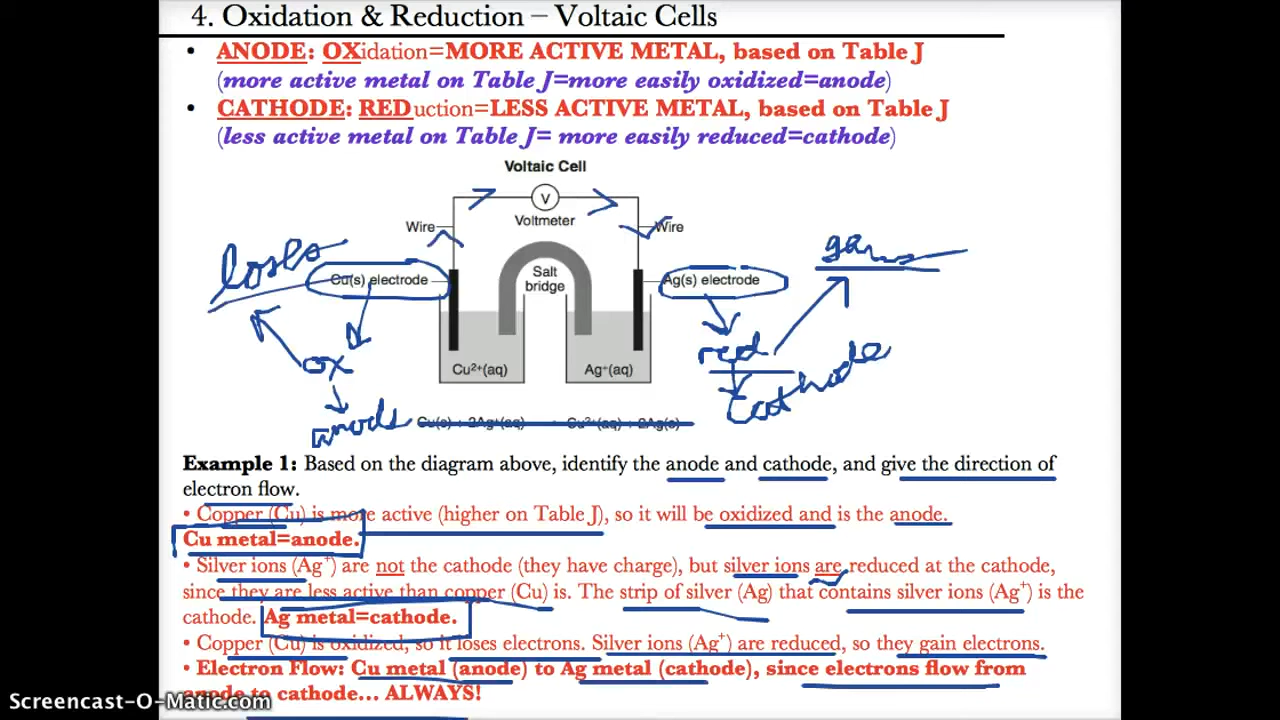 4. Oxidation & Reduction – Voltaic Cells
• ANODE: OXidation=MORE ACTIVE METAL, based on Table J
(more active metal on Table J=more easily oxidized=anode)
• CATHODE: REDuction=LESS ACTIVE METAL, based on Table J
(less active metal on Table J= more easily reduced=cathode)
Voltaic Cell
V
Wire
Voltmeter
Wire
loses
gains
Cu(s) electrode
Salt
bridge
Ag(s) electrode
ox
red
Cu²⁺(aq)
Ag⁺(aq)
cathode
anode
Cu(s) + 2Ag⁺(aq) Cu²⁺(aq) + 2Ag(s)
Example 1: Based on the diagram above, identify the anode and cathode, and give the direction of
electron flow.
• Copper (Cu) is more active (higher on Table J), so it will be oxidized and is the anode.
Cu metal=anode.
• Silver ions (Ag⁺) are not the cathode (they have charge), but silver ions are reduced at the cathode,
since they are less active than copper (Cu) is. The strip of silver (Ag) that contains silver ions (Ag⁺) is the
cathode. Ag metal=cathode.
• Copper (Cu) is oxidized, so it loses electrons. Silver ions (Ag⁺) are reduced, so they gain electrons.
• Electron Flow: Cu metal (anode) to Ag metal (cathode), since electrons flow from
anode to cathode... ALWAYS!
Screencast-O-Matic.com